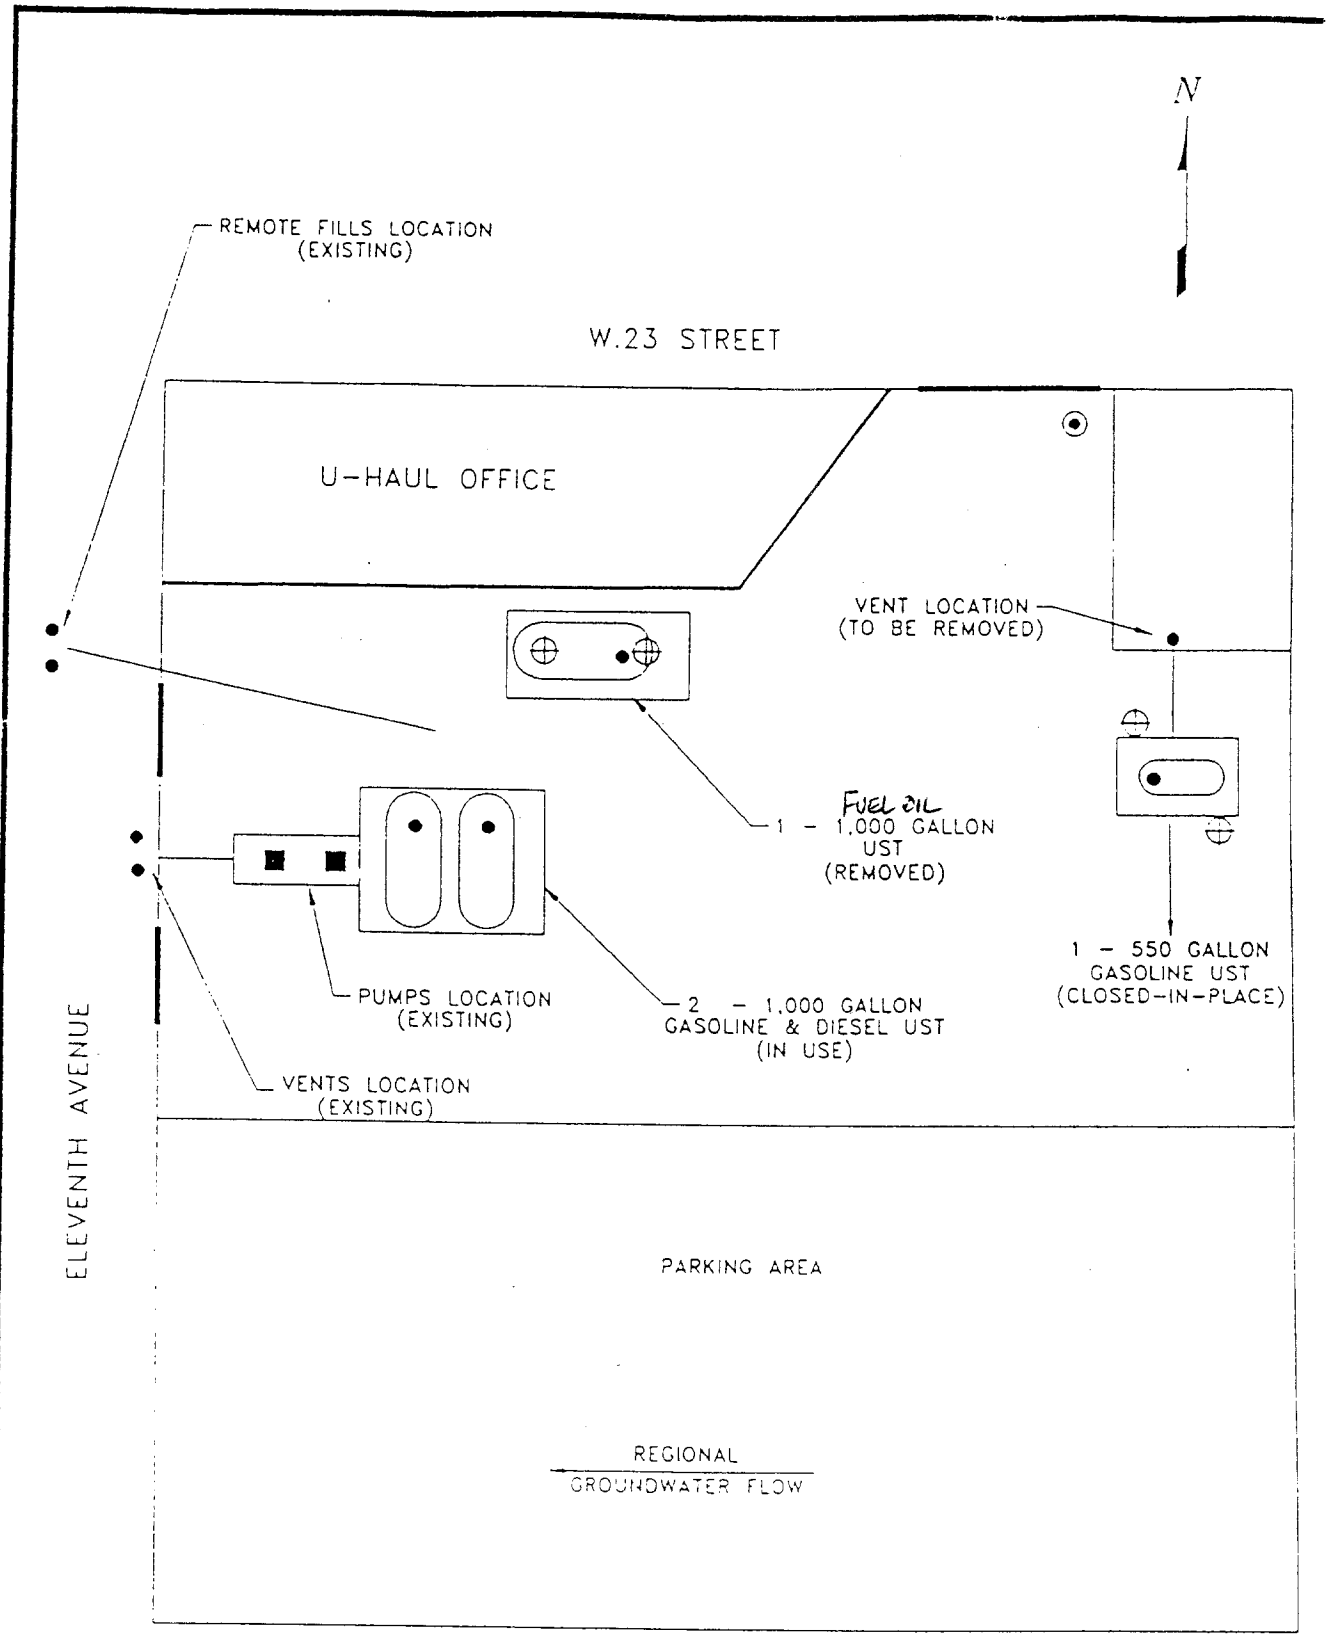 N
REMOTE FILLS LOCATION
(EXISTING)
W.23 STREET
U-HAUL OFFICE
VENT LOCATION
(TO BE REMOVED)
FUEL OIL
1 - 1,000 GALLON
UST
(REMOVED)
1 - 550 GALLON
GASOLINE UST
(CLOSED-IN-PLACE)
PUMPS LOCATION
(EXISTING)
2 - 1,000 GALLON
GASOLINE & DIESEL UST
(IN USE)
VENTS LOCATION
(EXISTING)
ELEVENTH AVENUE
PARKING AREA
REGIONAL
GROUNDWATER FLOW